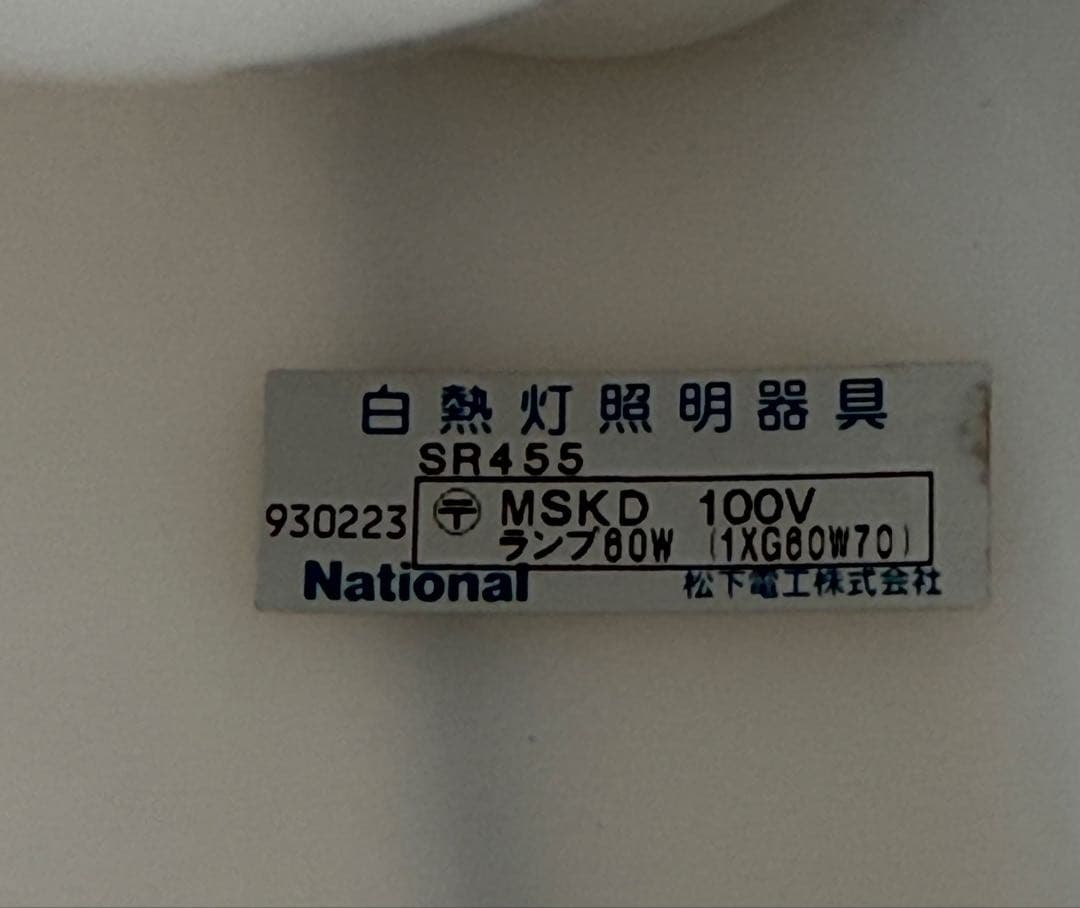 白熱灯照明器具
SR455
930223 〶 MSKD 100V
ランプ60W (1XG60W70)
National 松下電工株式会社